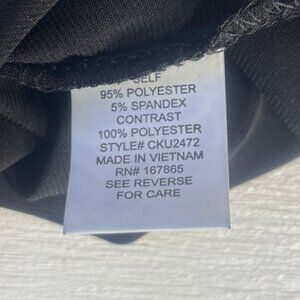 SELF
95% POLYESTER
5% SPANDEX
CONTRAST
100% POLYESTER
STYLE# CKU2472
MADE IN VIETNAM
RN# 167865
SEE REVERSE
FOR CARE